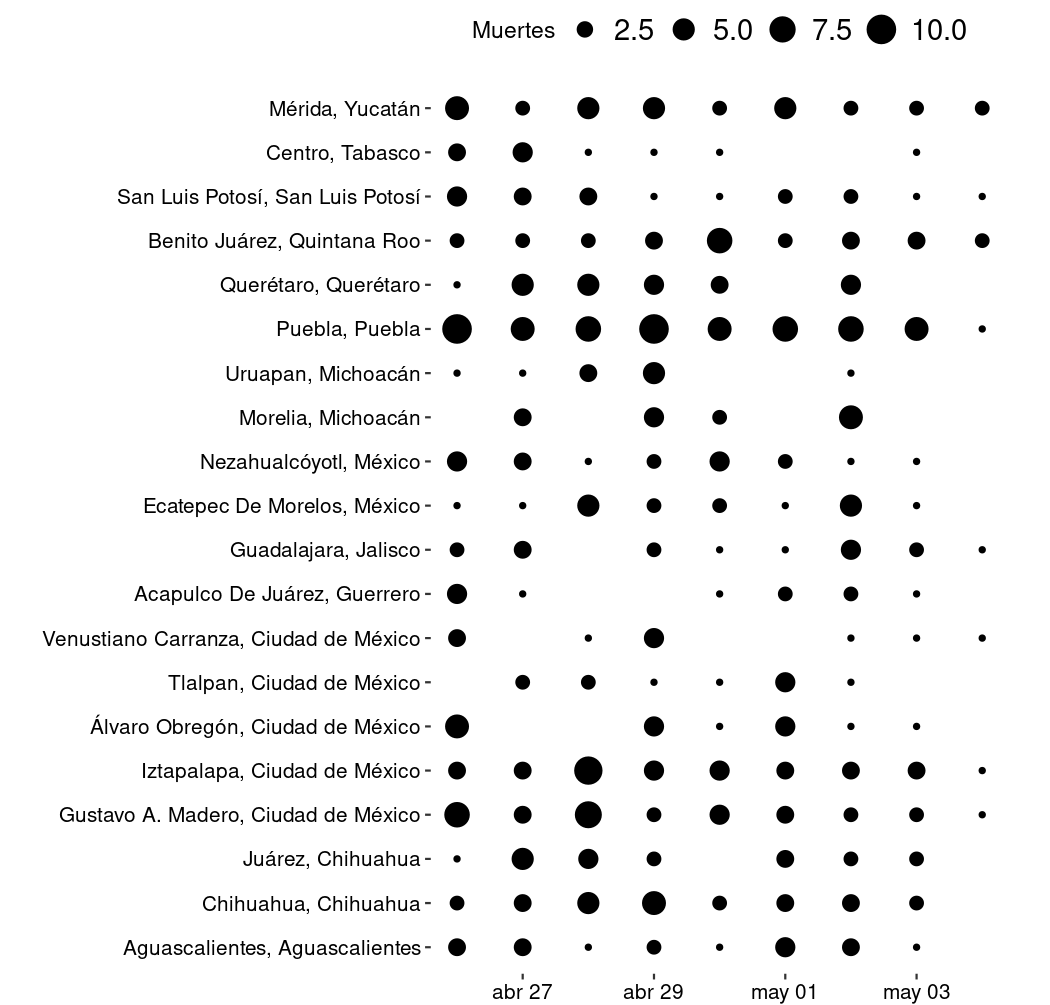 Muertes 2.5 5.0 7.5 10.0
Mérida, Yucatán
Centro, Tabasco
San Luis Potosí, San Luis Potosí
Benito Juárez, Quintana Roo
Querétaro, Querétaro
Puebla, Puebla
Uruapan, Michoacán
Morelia, Michoacán
Nezahualcóyotl, México
Ecatepec De Morelos, México
Guadalajara, Jalisco
Acapulco De Juárez, Guerrero
Venustiano Carranza, Ciudad de México
Tlalpan, Ciudad de México
Álvaro Obregón, Ciudad de México
Iztapalapa, Ciudad de México
Gustavo A. Madero, Ciudad de México
Juárez, Chihuahua
Chihuahua, Chihuahua
Aguascalientes, Aguascalientes
abr 27 abr 29 may 01 may 03